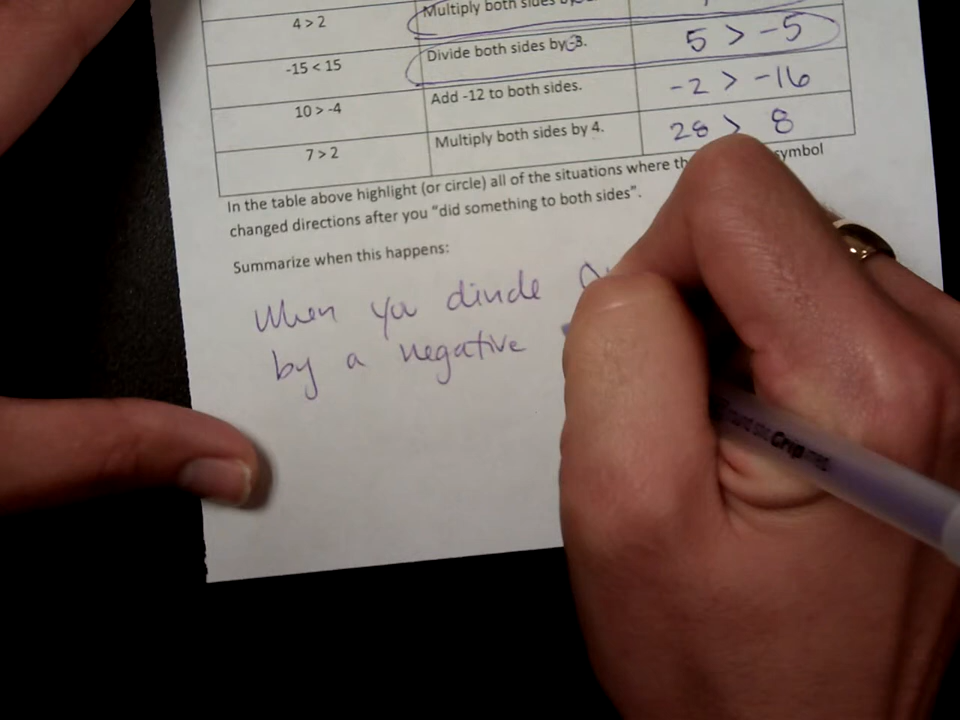 4 > 2 Multiply both sides
-15 < 15 Divide both sides by -3. 5 > -5
10 > -4 Add -12 to both sides. -2 > -16
7 > 2 Multiply both sides by 4. 28 > 8
In the table above highlight (or circle) all of the situations where symbol
changed directions after you "did something to both sides".
Summarize when this happens:
When you divide
by a negative
Grip